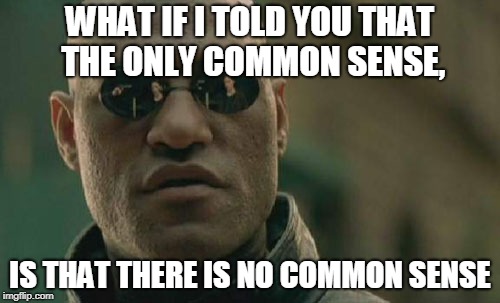 WHAT IF I TOLD YOU THAT
THE ONLY COMMON SENSE,
IS THAT THERE IS NO COMMON SENSE
imgflip.com